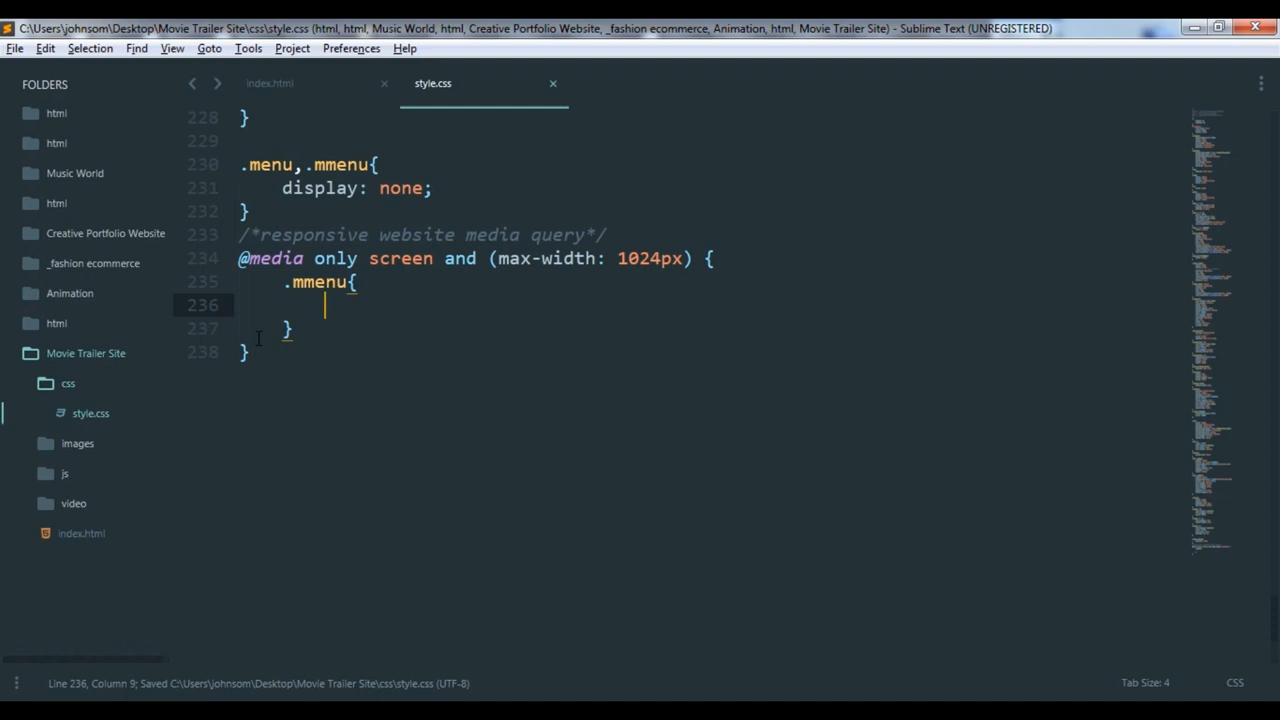 C:\Users\johnsom\Desktop\Movie Trailer Site\css\style.css (html, html, Music World, html, Creative Portfolio Website, _fashion ecommerce, Animation, html, Movie Trailer Site) - Sublime Text (UNREGISTERED)
File Edit Selection Find View Goto Tools Project Preferences Help
FOLDERS
html
html
Music World
html
Creative Portfolio Website
_fashion ecommerce
Animation
html
Movie Trailer Site
css
style.css
images
js
video
index.html
index.html style.css
228 }
229
230 .menu,.mmenu{
231 display: none;
232 }
233 /*responsive website media query*/
234 @media only screen and (max-width: 1024px) {
235 .mmenu{
236
237 }
238 }
Line 236, Column 9; Saved C:\Users\johnsom\Desktop\Movie Trailer Site\css\style.css (UTF-8) Tab Size: 4 CSS